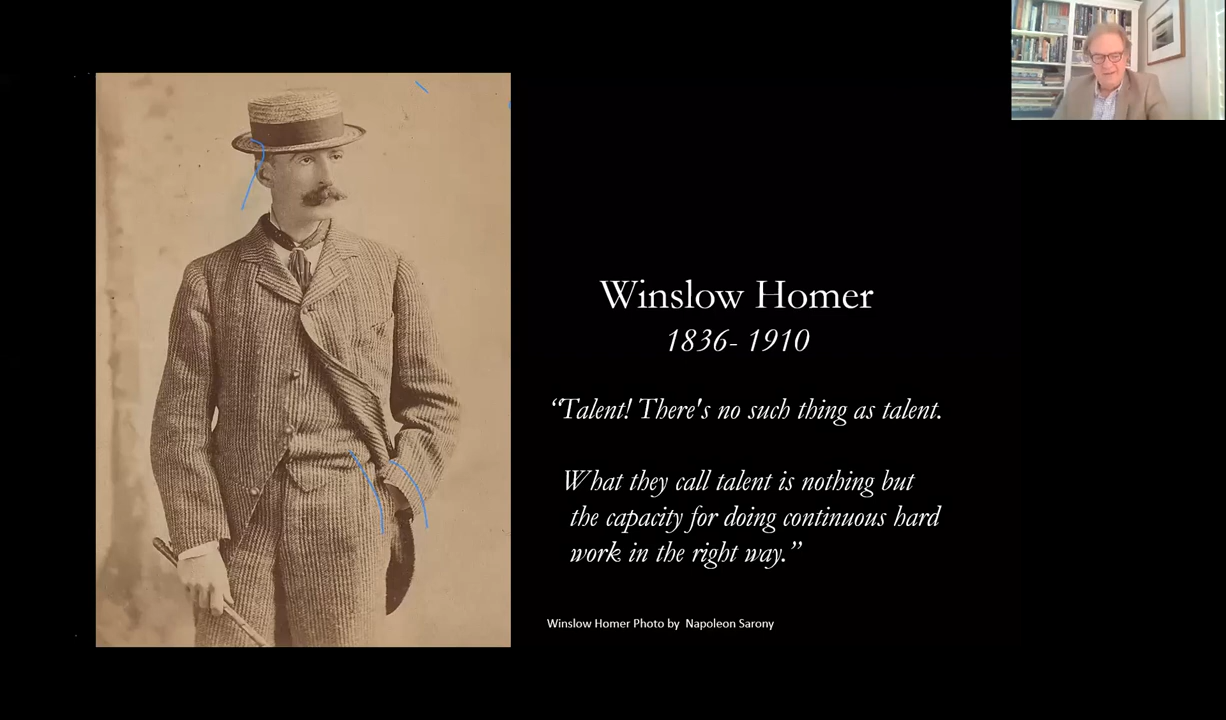 Winslow Homer
1836- 1910
“Talent! There's no such thing as talent.
What they call talent is nothing but
the capacity for doing continuous hard
work in the right way.”
Winslow Homer Photo by Napoleon Sarony